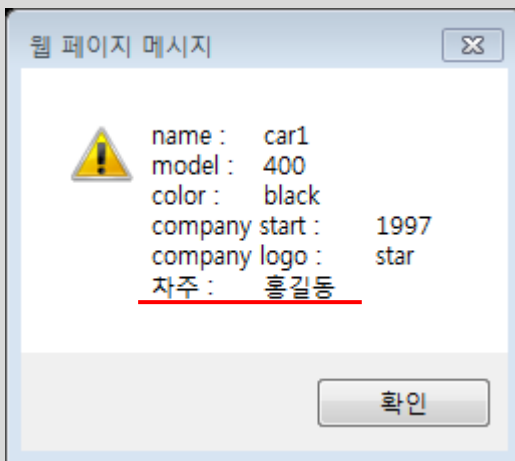 웹 페이지 메시지
name : car1
model : 400
color : black
company start : 1997
company logo : star
차주 : 홍길동
확인